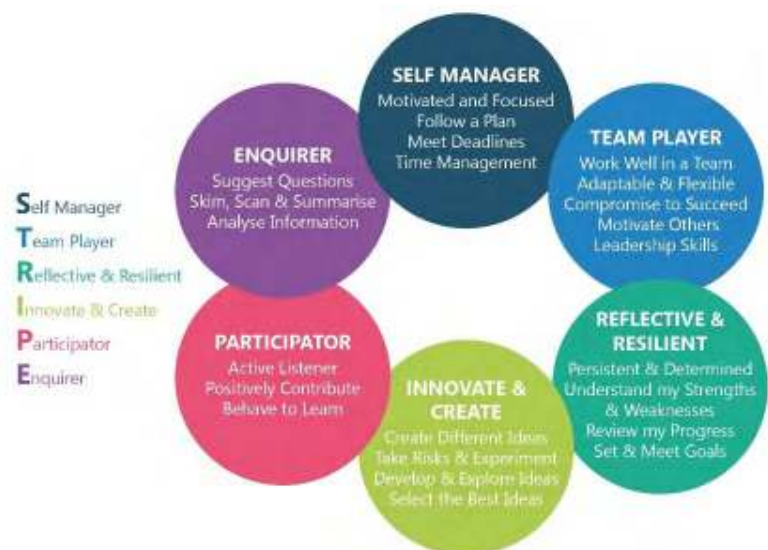 Self Manager
Team Player
Reflective & Resilient
Innovate & Create
Participator
Enquirer
SELF MANAGER
Motivated and Focused
Follow a Plan
Meet Deadlines
Time Management
TEAM PLAYER
Work Well in a Team
Adaptable & Flexible
Compromise to Succeed
Motivate Others
Leadership Skills
REFLECTIVE &
RESILIENT
Persistent & Determined
Understand my Strengths
& Weaknesses
Review my Progress
Set & Meet Goals
INNOVATE &
CREATE
Create Different Ideas
Take Risks & Experiment
Develop & Explore Ideas
Select the Best Ideas
PARTICIPATOR
Active Listener
Positively Contribute
Behave to Learn
ENQUIRER
Suggest Questions
Skim, Scan & Summarise
Analyse Information